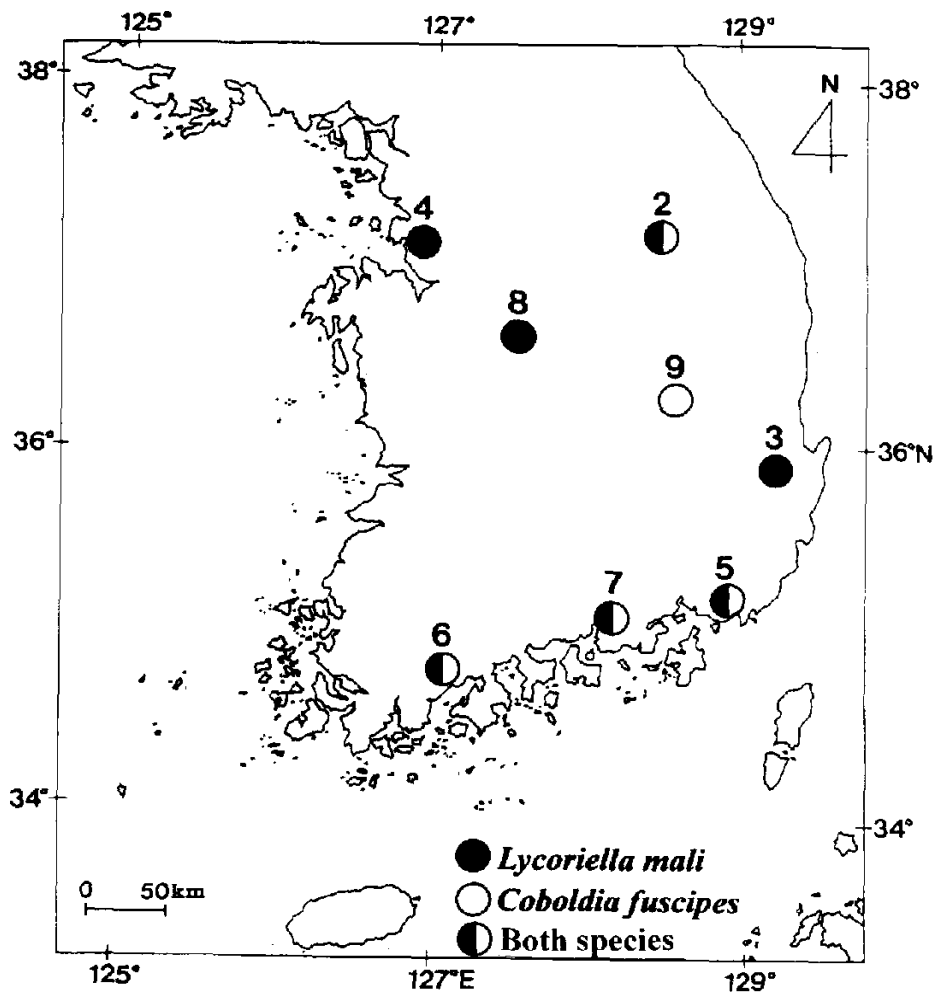 125° 127° 129°
38° 38°
N
4 2
8
9
36° 3 36°N
7 5
6
34° 34°
Lycoriella mali
0 50km Coboldia fuscipes
Both species
125° 127°E 129°